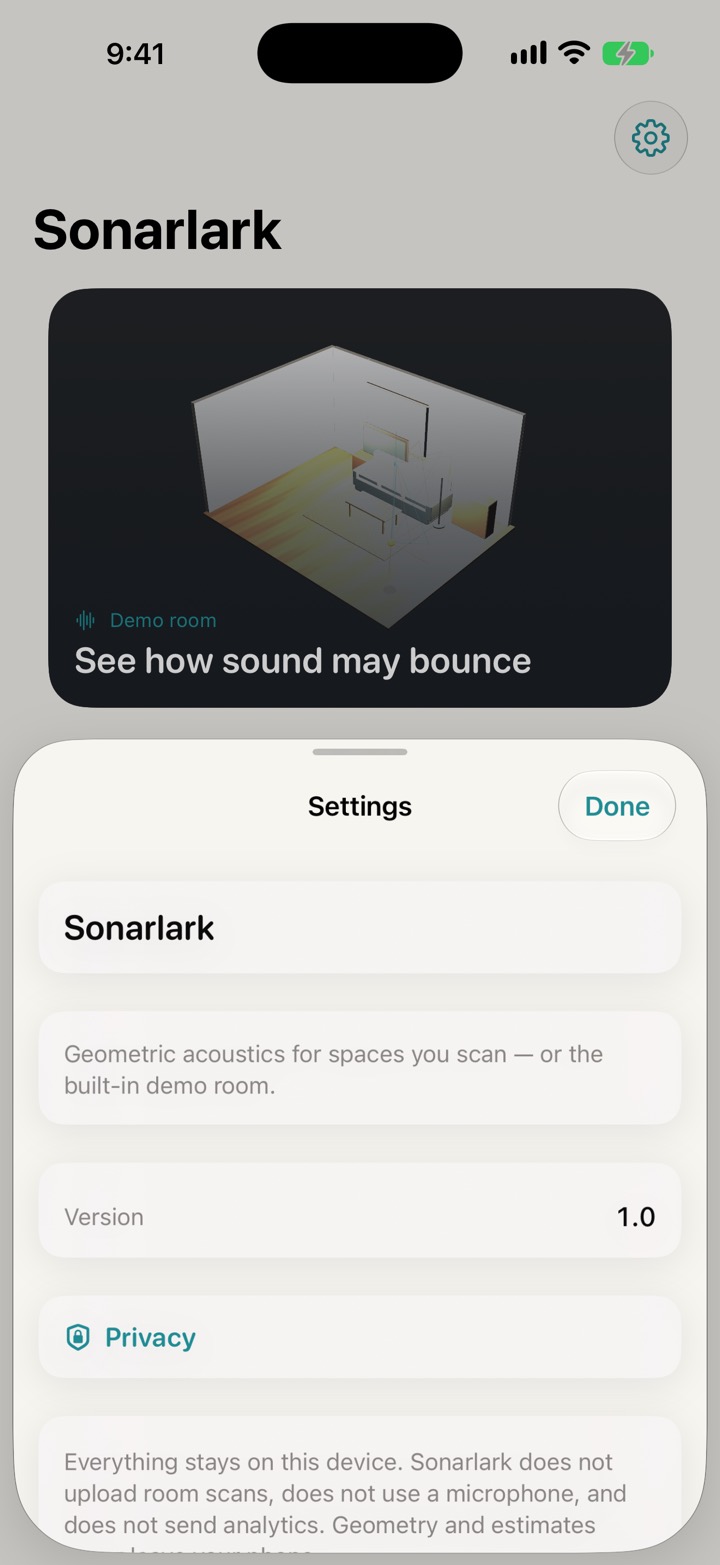 9:41
Sonarlark
Demo room
See how sound may bounce
Settings
Done
Sonarlark
Geometric acoustics for spaces you scan — or the
built-in demo room.
Version
1.0
Privacy
Everything stays on this device. Sonarlark does not
upload room scans, does not use a microphone, and
does not send analytics. Geometry and estimates